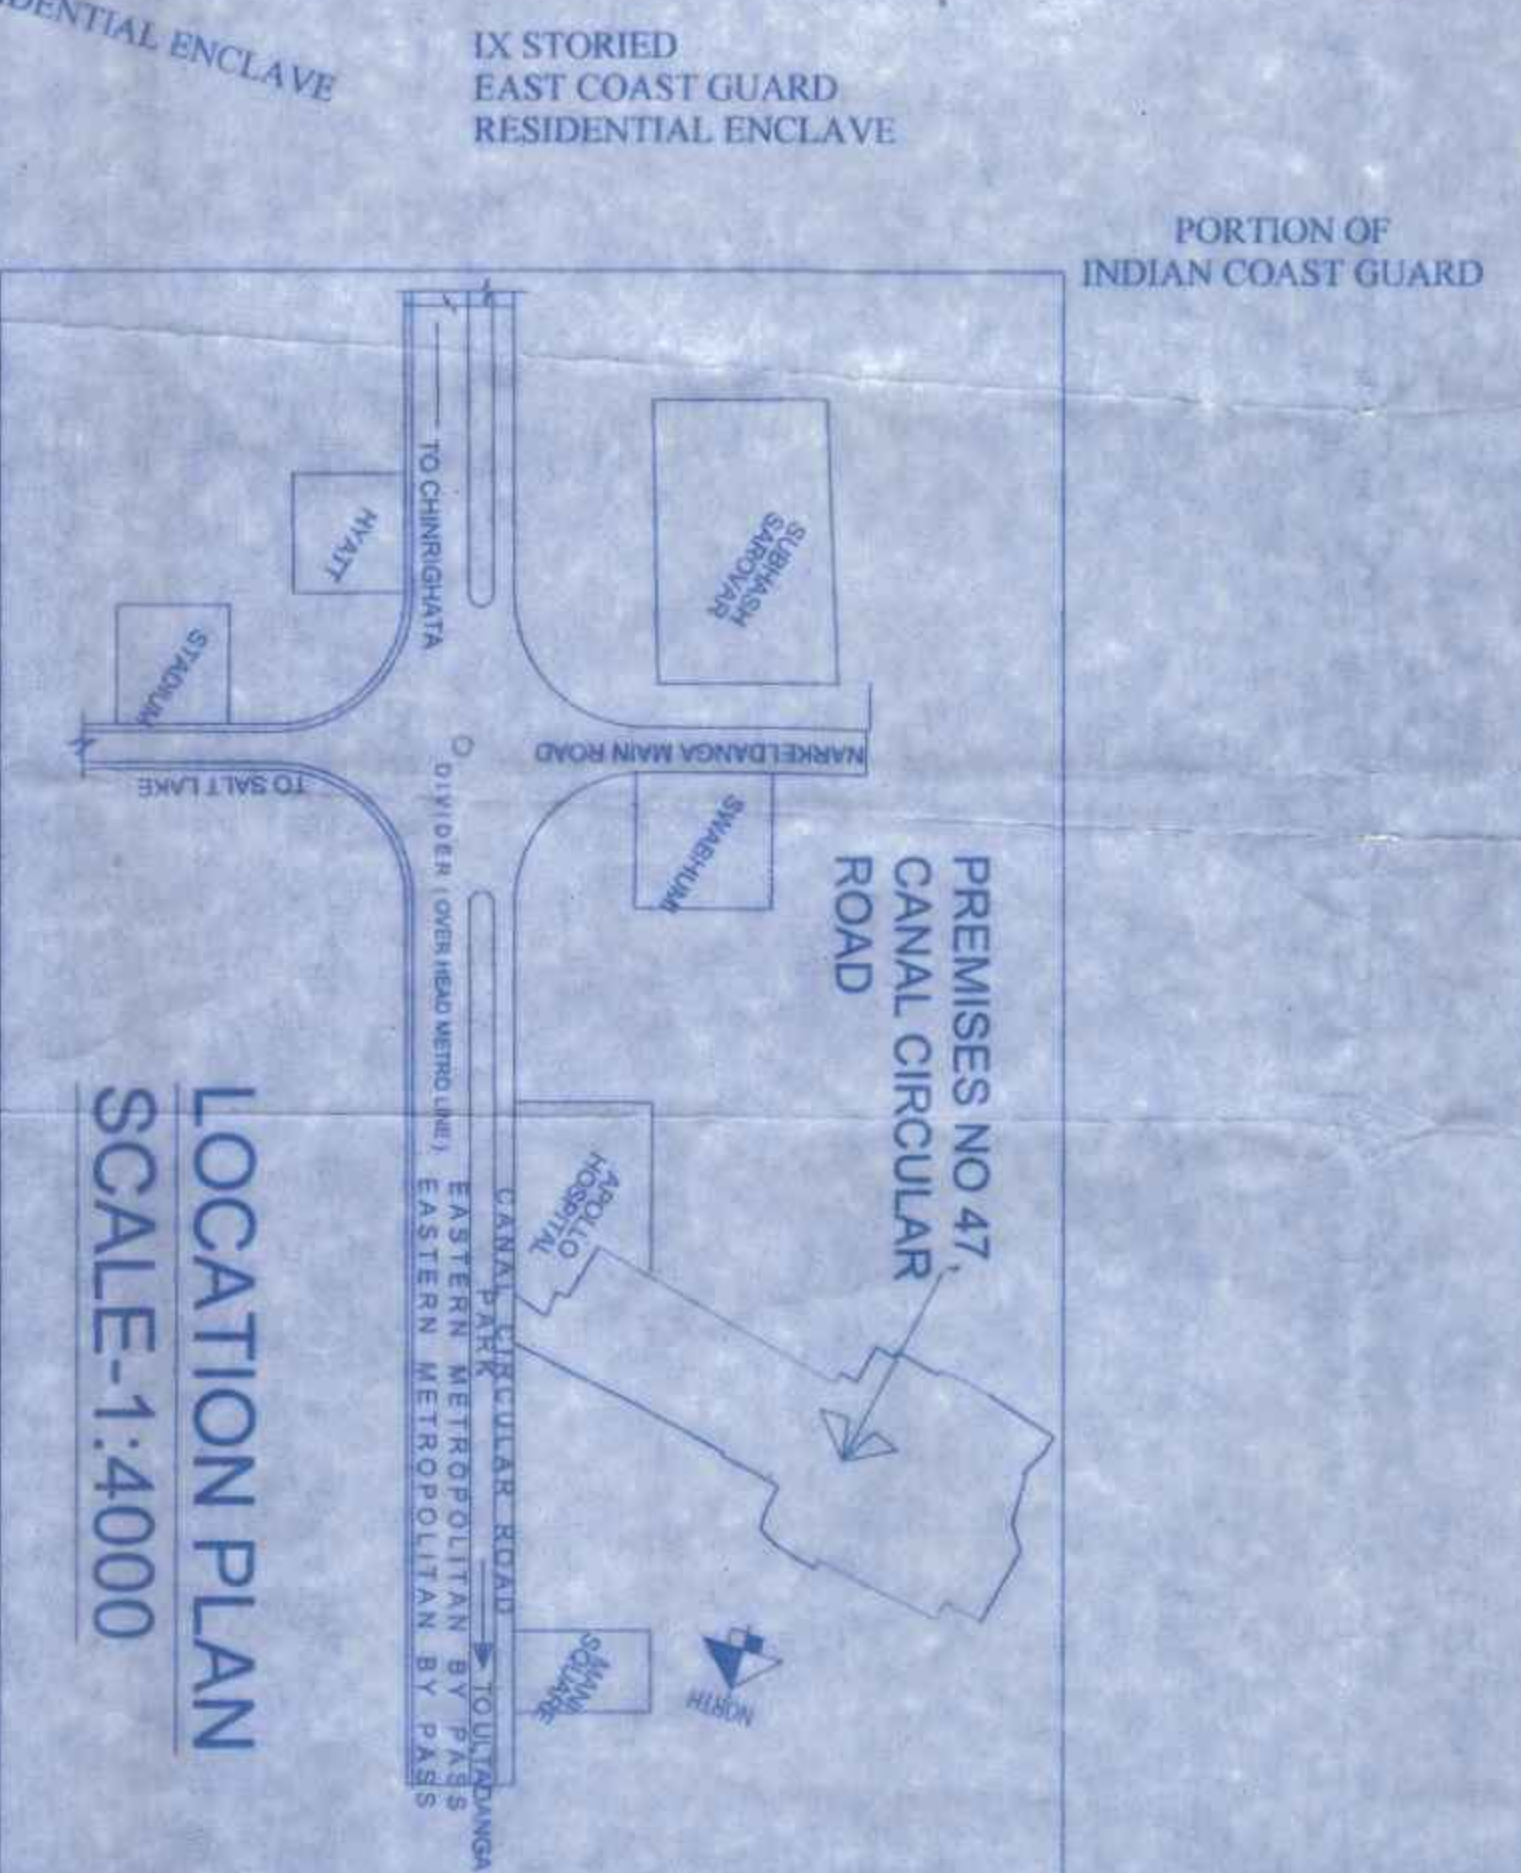 RESIDENTIAL ENCLAVE
IX STORIED
EAST COAST GUARD
RESIDENTIAL ENCLAVE
PORTION OF
INDIAN COAST GUARD
TO CHINRIGHATA
HYATT
STADIUM
SUBHASH
SAROVAR
NARKELDANGA MAIN ROAD
TO SALT LAKE
SWABHUMI
DIVIDER ( OVER HEAD METRO LINE)
PREMISES NO 47,
CANAL CIRCULAR
ROAD
APOLLO
HOSPITAL
CANAL CIRCULAR ROAD
PARK
EASTERN METROPOLITAN BY PASS
EASTERN METROPOLITAN BY PASS
TO ULTADANGA
MANI
SQUARE
NORTH
LOCATION PLAN
SCALE-1:4000